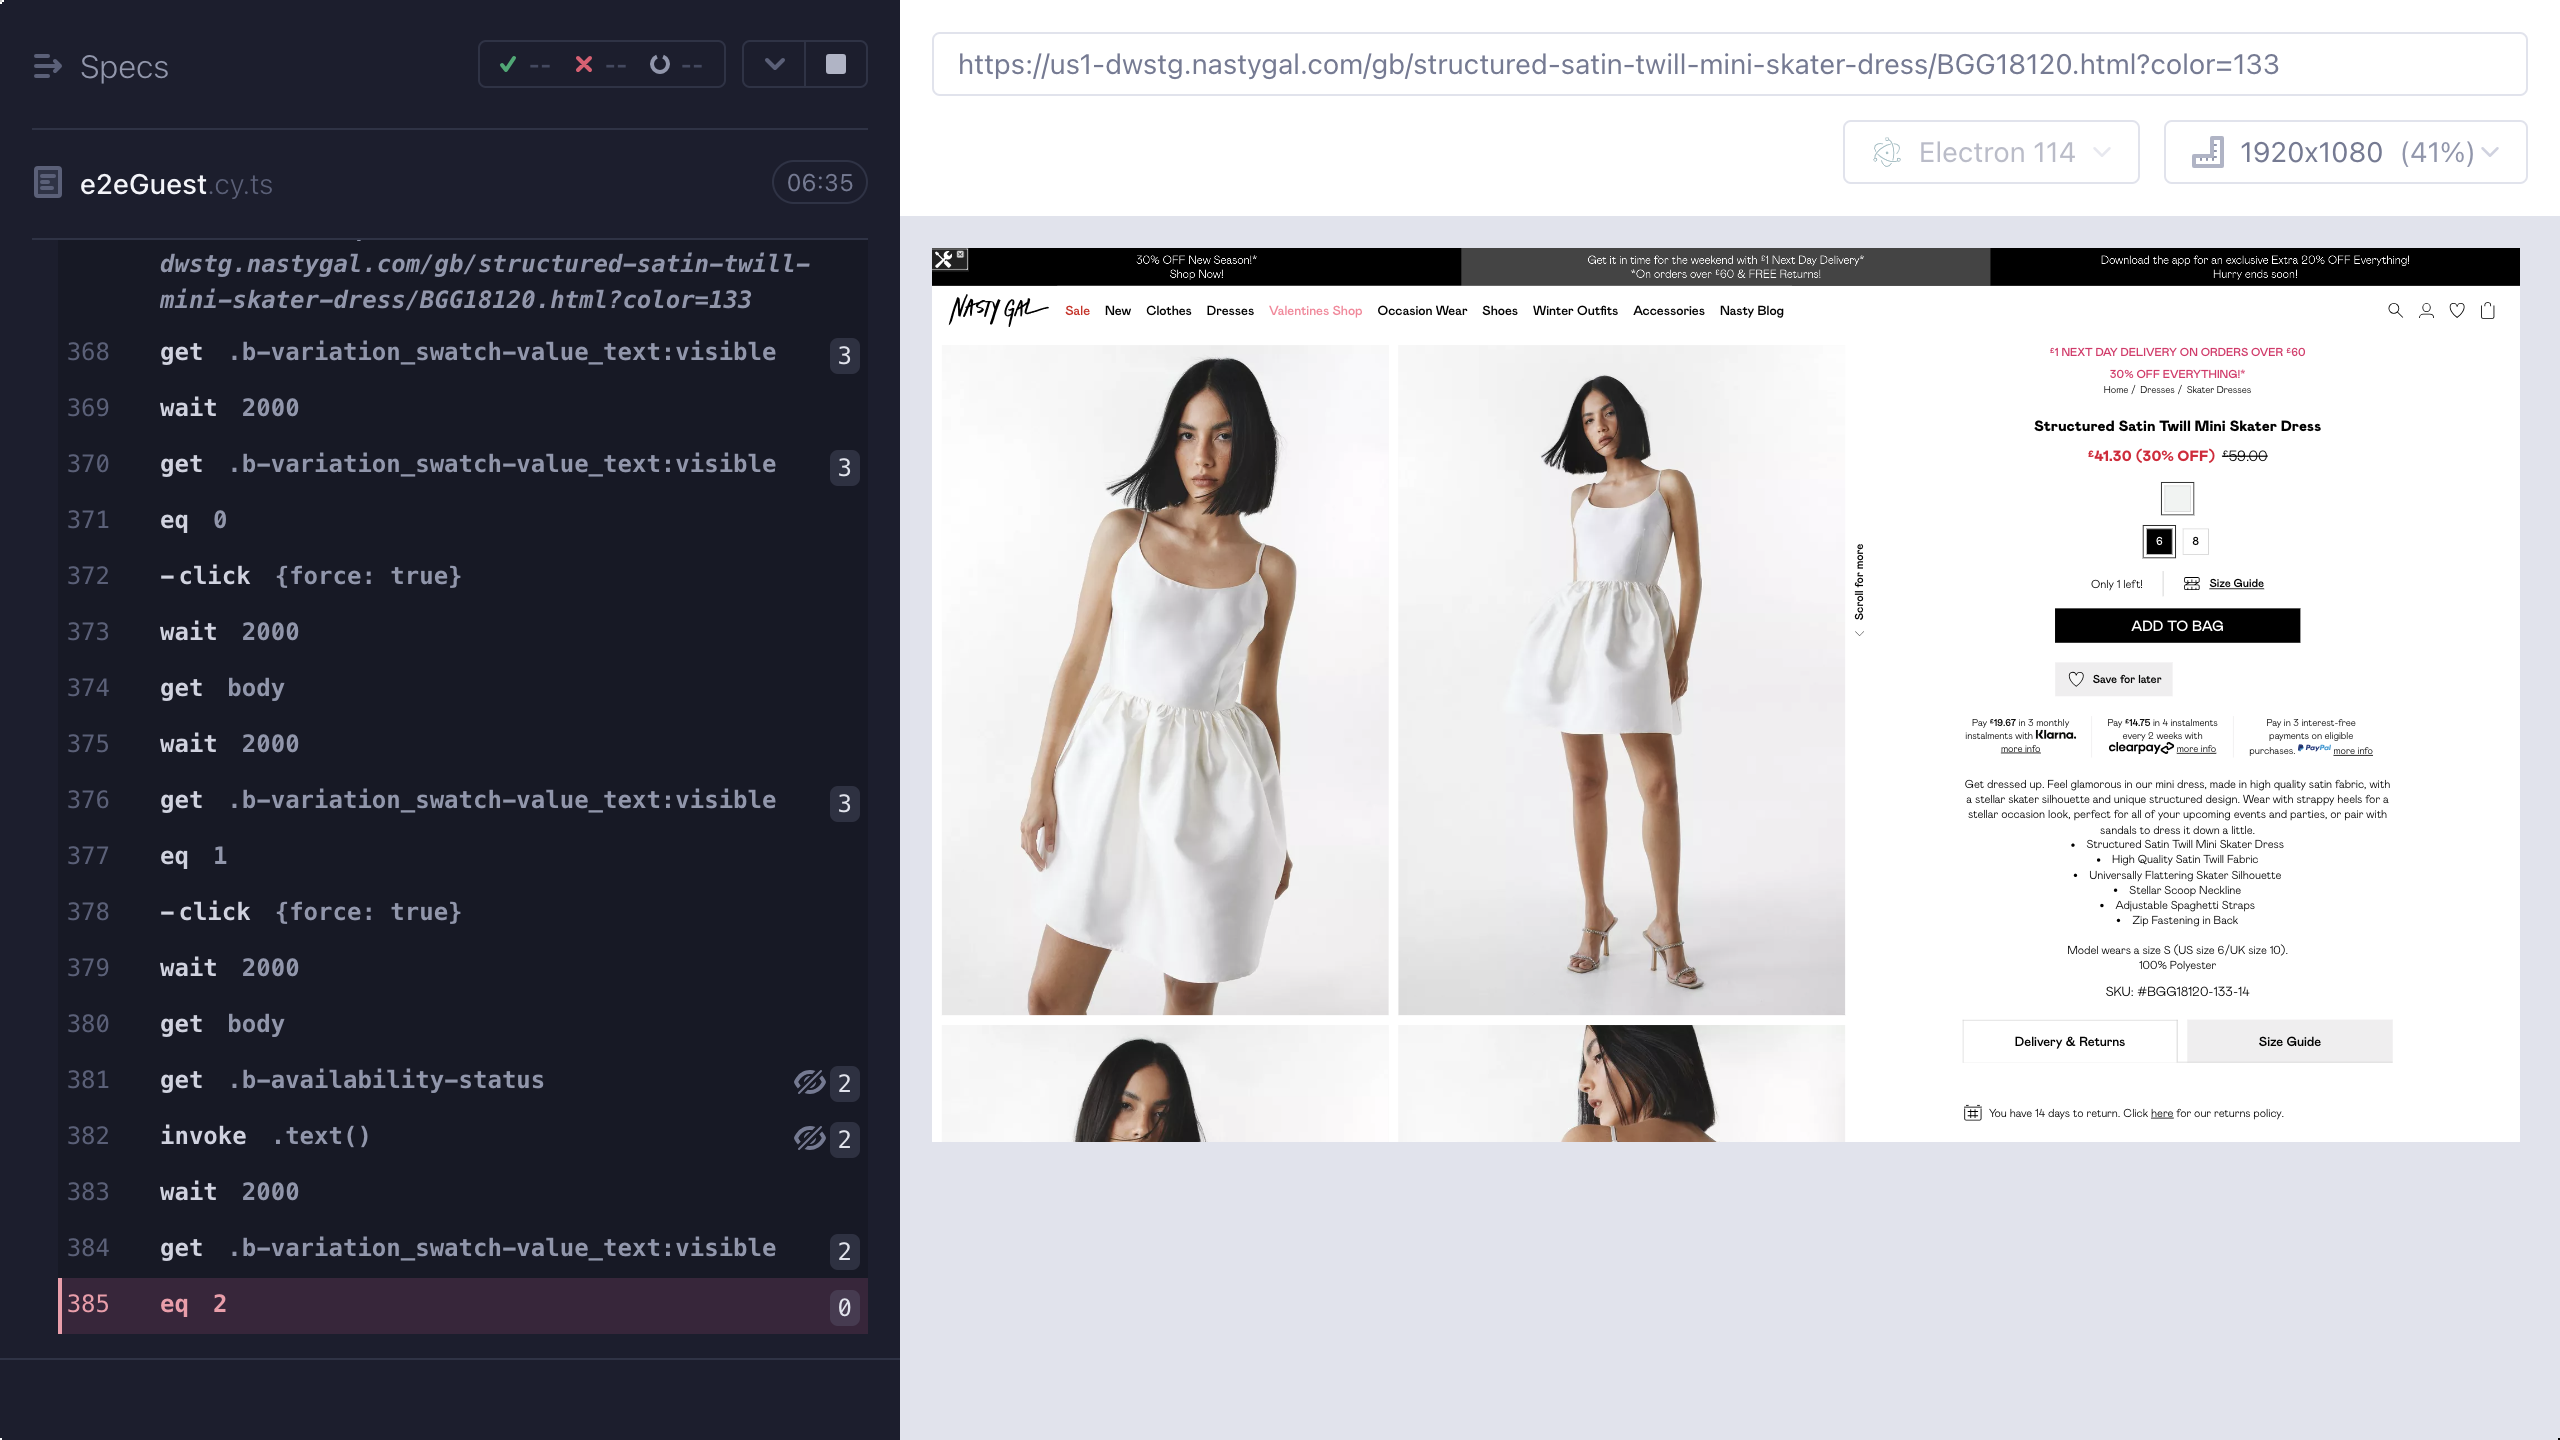 Specs
-- -- --
e2eGuest.cy.ts
06:35
dwstg.nastygal.com/gb/structured-satin-twill-
mini-skater-dress/BGG18120.html?color=133
368 get .b-variation_swatch-value_text:visible 3
369 wait 2000
370 get .b-variation_swatch-value_text:visible 3
371 eq 0
372 -click {force: true}
373 wait 2000
374 get body
375 wait 2000
376 get .b-variation_swatch-value_text:visible 3
377 eq 1
378 -click {force: true}
379 wait 2000
380 get body
381 get .b-availability-status 2
382 invoke .text() 2
383 wait 2000
384 get .b-variation_swatch-value_text:visible 2
385 eq 2 0
https://us1-dwstg.nastygal.com/gb/structured-satin-twill-mini-skater-dress/BGG18120.html?color=133
Electron 114
1920x1080 (41%)
30% OFF New Season!*
Shop Now!
Get it in time for the weekend with £1 Next Day Delivery*
*On orders over £60 & FREE Returns!
Download the app for an exclusive Extra 20% OFF Everything!
Hurry ends soon!
NASTY GAL
Sale New Clothes Dresses Valentines Shop Occasion Wear Shoes Winter Outfits Accessories Nasty Blog
Scroll for more
£1 NEXT DAY DELIVERY ON ORDERS OVER £60
30% OFF EVERYTHING!*
Home / Dresses / Skater Dresses
Structured Satin Twill Mini Skater Dress
£41.30 (30% OFF) £59.00
6 8
Only 1 left! Size Guide
ADD TO BAG
Save for later
Pay £19.67 in 3 monthly
instalments with Klarna.
more info
Pay £14.75 in 4 instalments
every 2 weeks with
clearpay more info
Pay in 3 interest-free
payments on eligible
purchases. PayPal more info
Get dressed up. Feel glamorous in our mini dress, made in high quality satin fabric, with
a stellar skater silhouette and unique structured design. Wear with strappy heels for a
stellar occasion look, perfect for all of your upcoming events and parties, or pair with
sandals to dress it down a little.
• Structured Satin Twill Mini Skater Dress
• High Quality Satin Twill Fabric
• Universally Flattering Skater Silhouette
• Stellar Scoop Neckline
• Adjustable Spaghetti Straps
• Zip Fastening in Back
Model wears a size S (US size 6/UK size 10).
100% Polyester
SKU: #BGG18120-133-14
Delivery & Returns
Size Guide
You have 14 days to return. Click here for our returns policy.